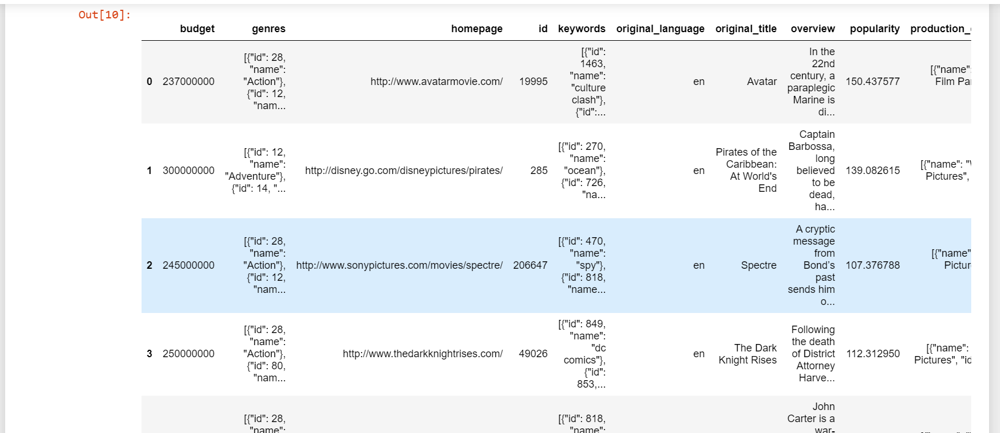 Out[10]:
budget genres homepage id keywords original_language original_title overview popularity production_
0 237000000 [{"id": 28, "name": "Action"}, {"id": 12, "nam... http://www.avatarmovie.com/ 19995 [{"id": 1463, "name": "culture clash"}, {"id":... en Avatar In the 22nd century, a paraplegic Marine is di... 150.437577 [{"name": Film Pa
1 300000000 [{"id": 12, "name": "Adventure"}, {"id": 14, "... http://disney.go.com/disneypictures/pirates/ 285 [{"id": 270, "name": "ocean"}, {"id": 726, "na... en Pirates of the Caribbean: At World's End Captain Barbossa, long believed to be dead, ha... 139.082615 [{"name": " Pictures",
2 245000000 [{"id": 28, "name": "Action"}, {"id": 12, "nam... http://www.sonypictures.com/movies/spectre/ 206647 [{"id": 470, "name": "spy"}, {"id": 818, "name... en Spectre A cryptic message from Bond’s past sends him o... 107.376788 [{"name" Pictur
3 250000000 [{"id": 28, "name": "Action"}, {"id": 80, "nam... http://www.thedarkknightrises.com/ 49026 [{"id": 849, "name": "dc comics"}, {"id": 853,... en The Dark Knight Rises Following the death of District Attorney Harve... 112.312950 [{"name": Pictures", "id
[{"id": 28, "name": [{"id": 818, "name": John Carter is a war-